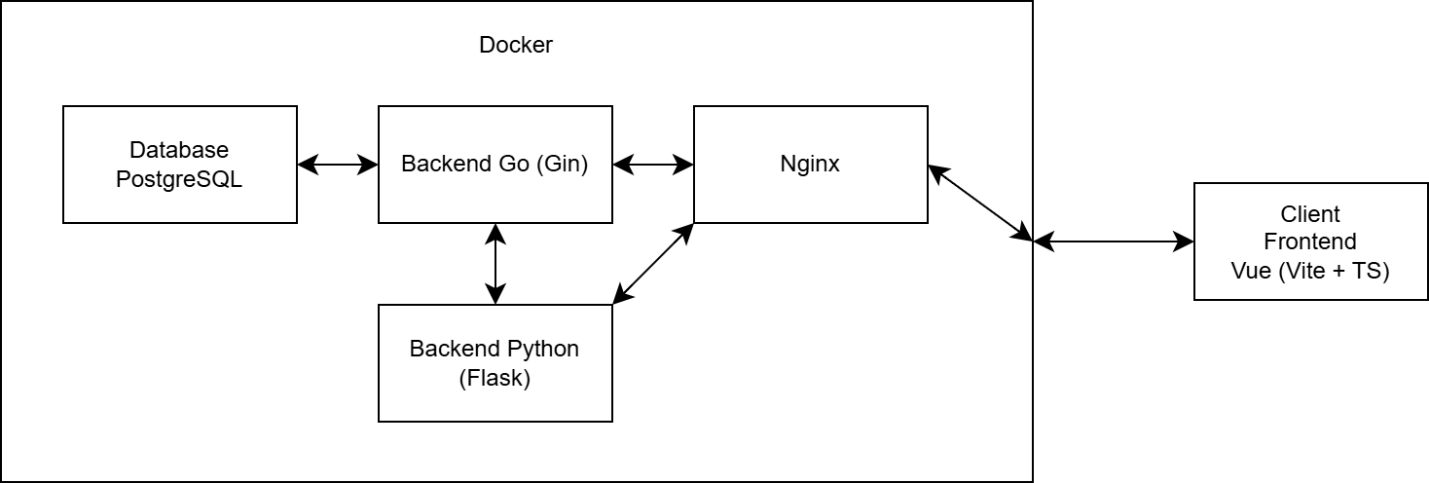 Docker
Database
PostgreSQL
Backend Go (Gin)
Nginx
Client
Frontend
Vue (Vite + TS)
Backend Python
(Flask)